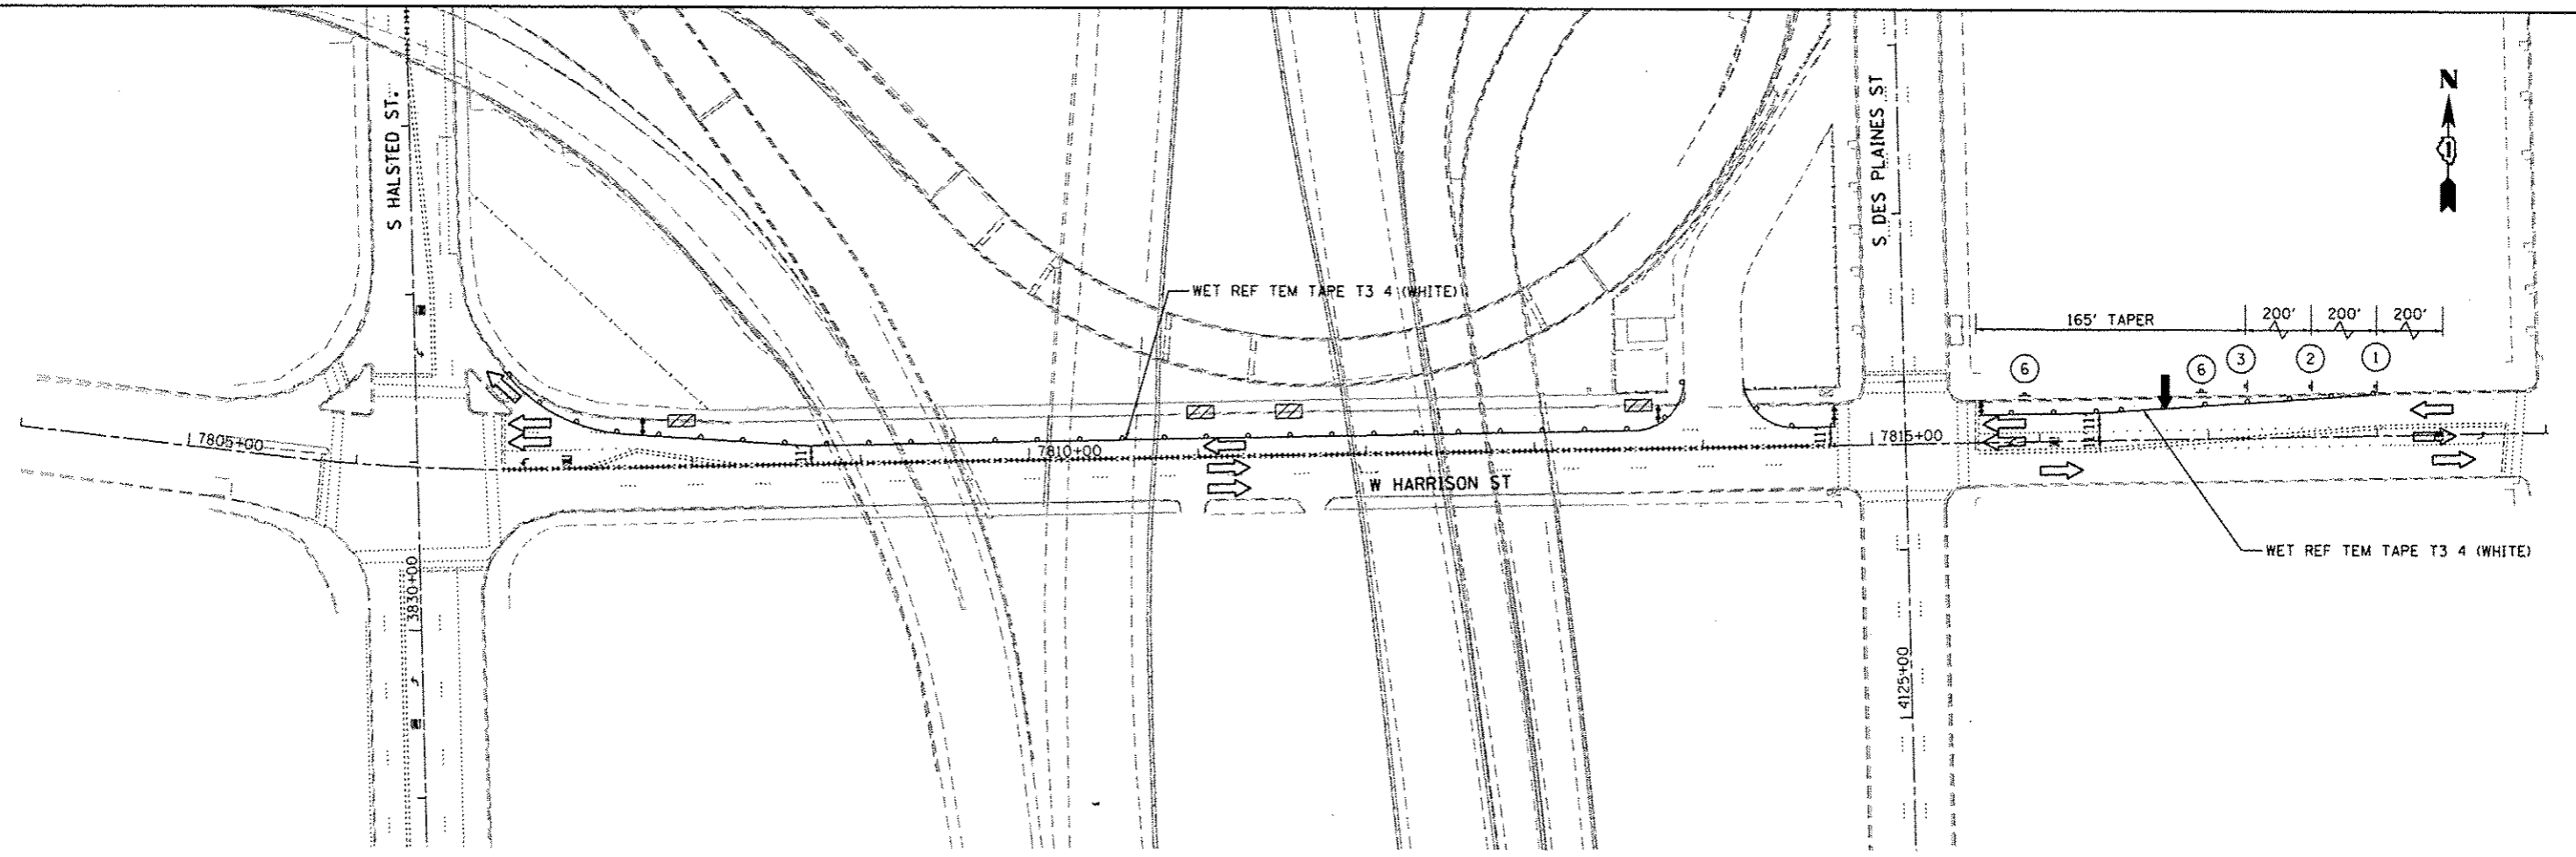 S HALSTED ST.
S DES PLAINES ST
N
165' TAPER
200'
200'
200'
WET REF TEM TAPE T3 4 (WHITE)
6
6
3
2
1
7805+00
11'
7810+00
11'
7815+00
11'
W HARRISON ST
WET REF TEM TAPE T3 4 (WHITE)
3830+00
4125+00